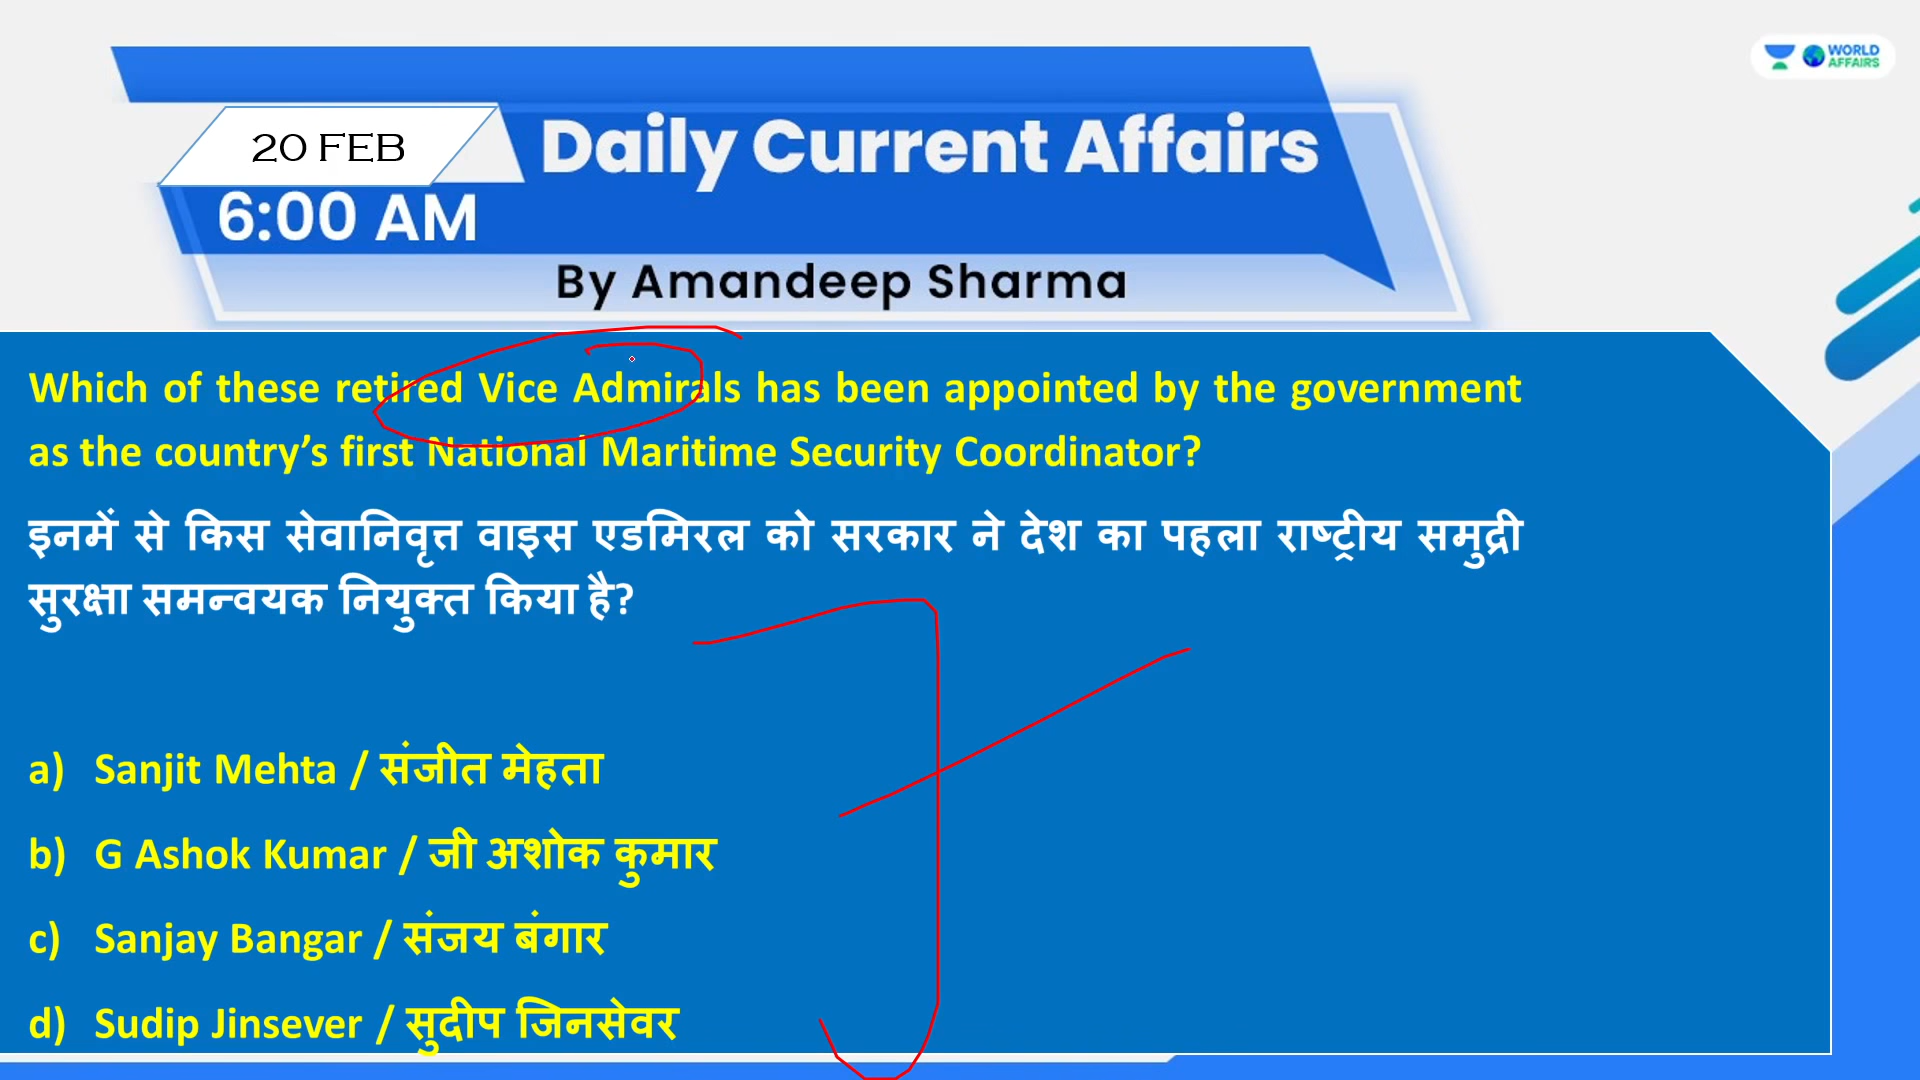 WORLD
AFFAIRS
20 FEB
Daily Current Affairs
6:00 AM
By Amandeep Sharma
Which of these retired Vice Admirals has been appointed by the government
as the country’s first National Maritime Security Coordinator?
इनमें से किस सेवानिवृत्त वाइस एडमिरल को सरकार ने देश का पहला राष्ट्रीय समुद्री
सुरक्षा समन्वयक नियुक्त किया है?
a) Sanjit Mehta / संजीत मेहता
b) G Ashok Kumar / जी अशोक कुमार
c) Sanjay Bangar / संजय बंगार
d) Sudip Jinsever / सुदीप जिनसेवर